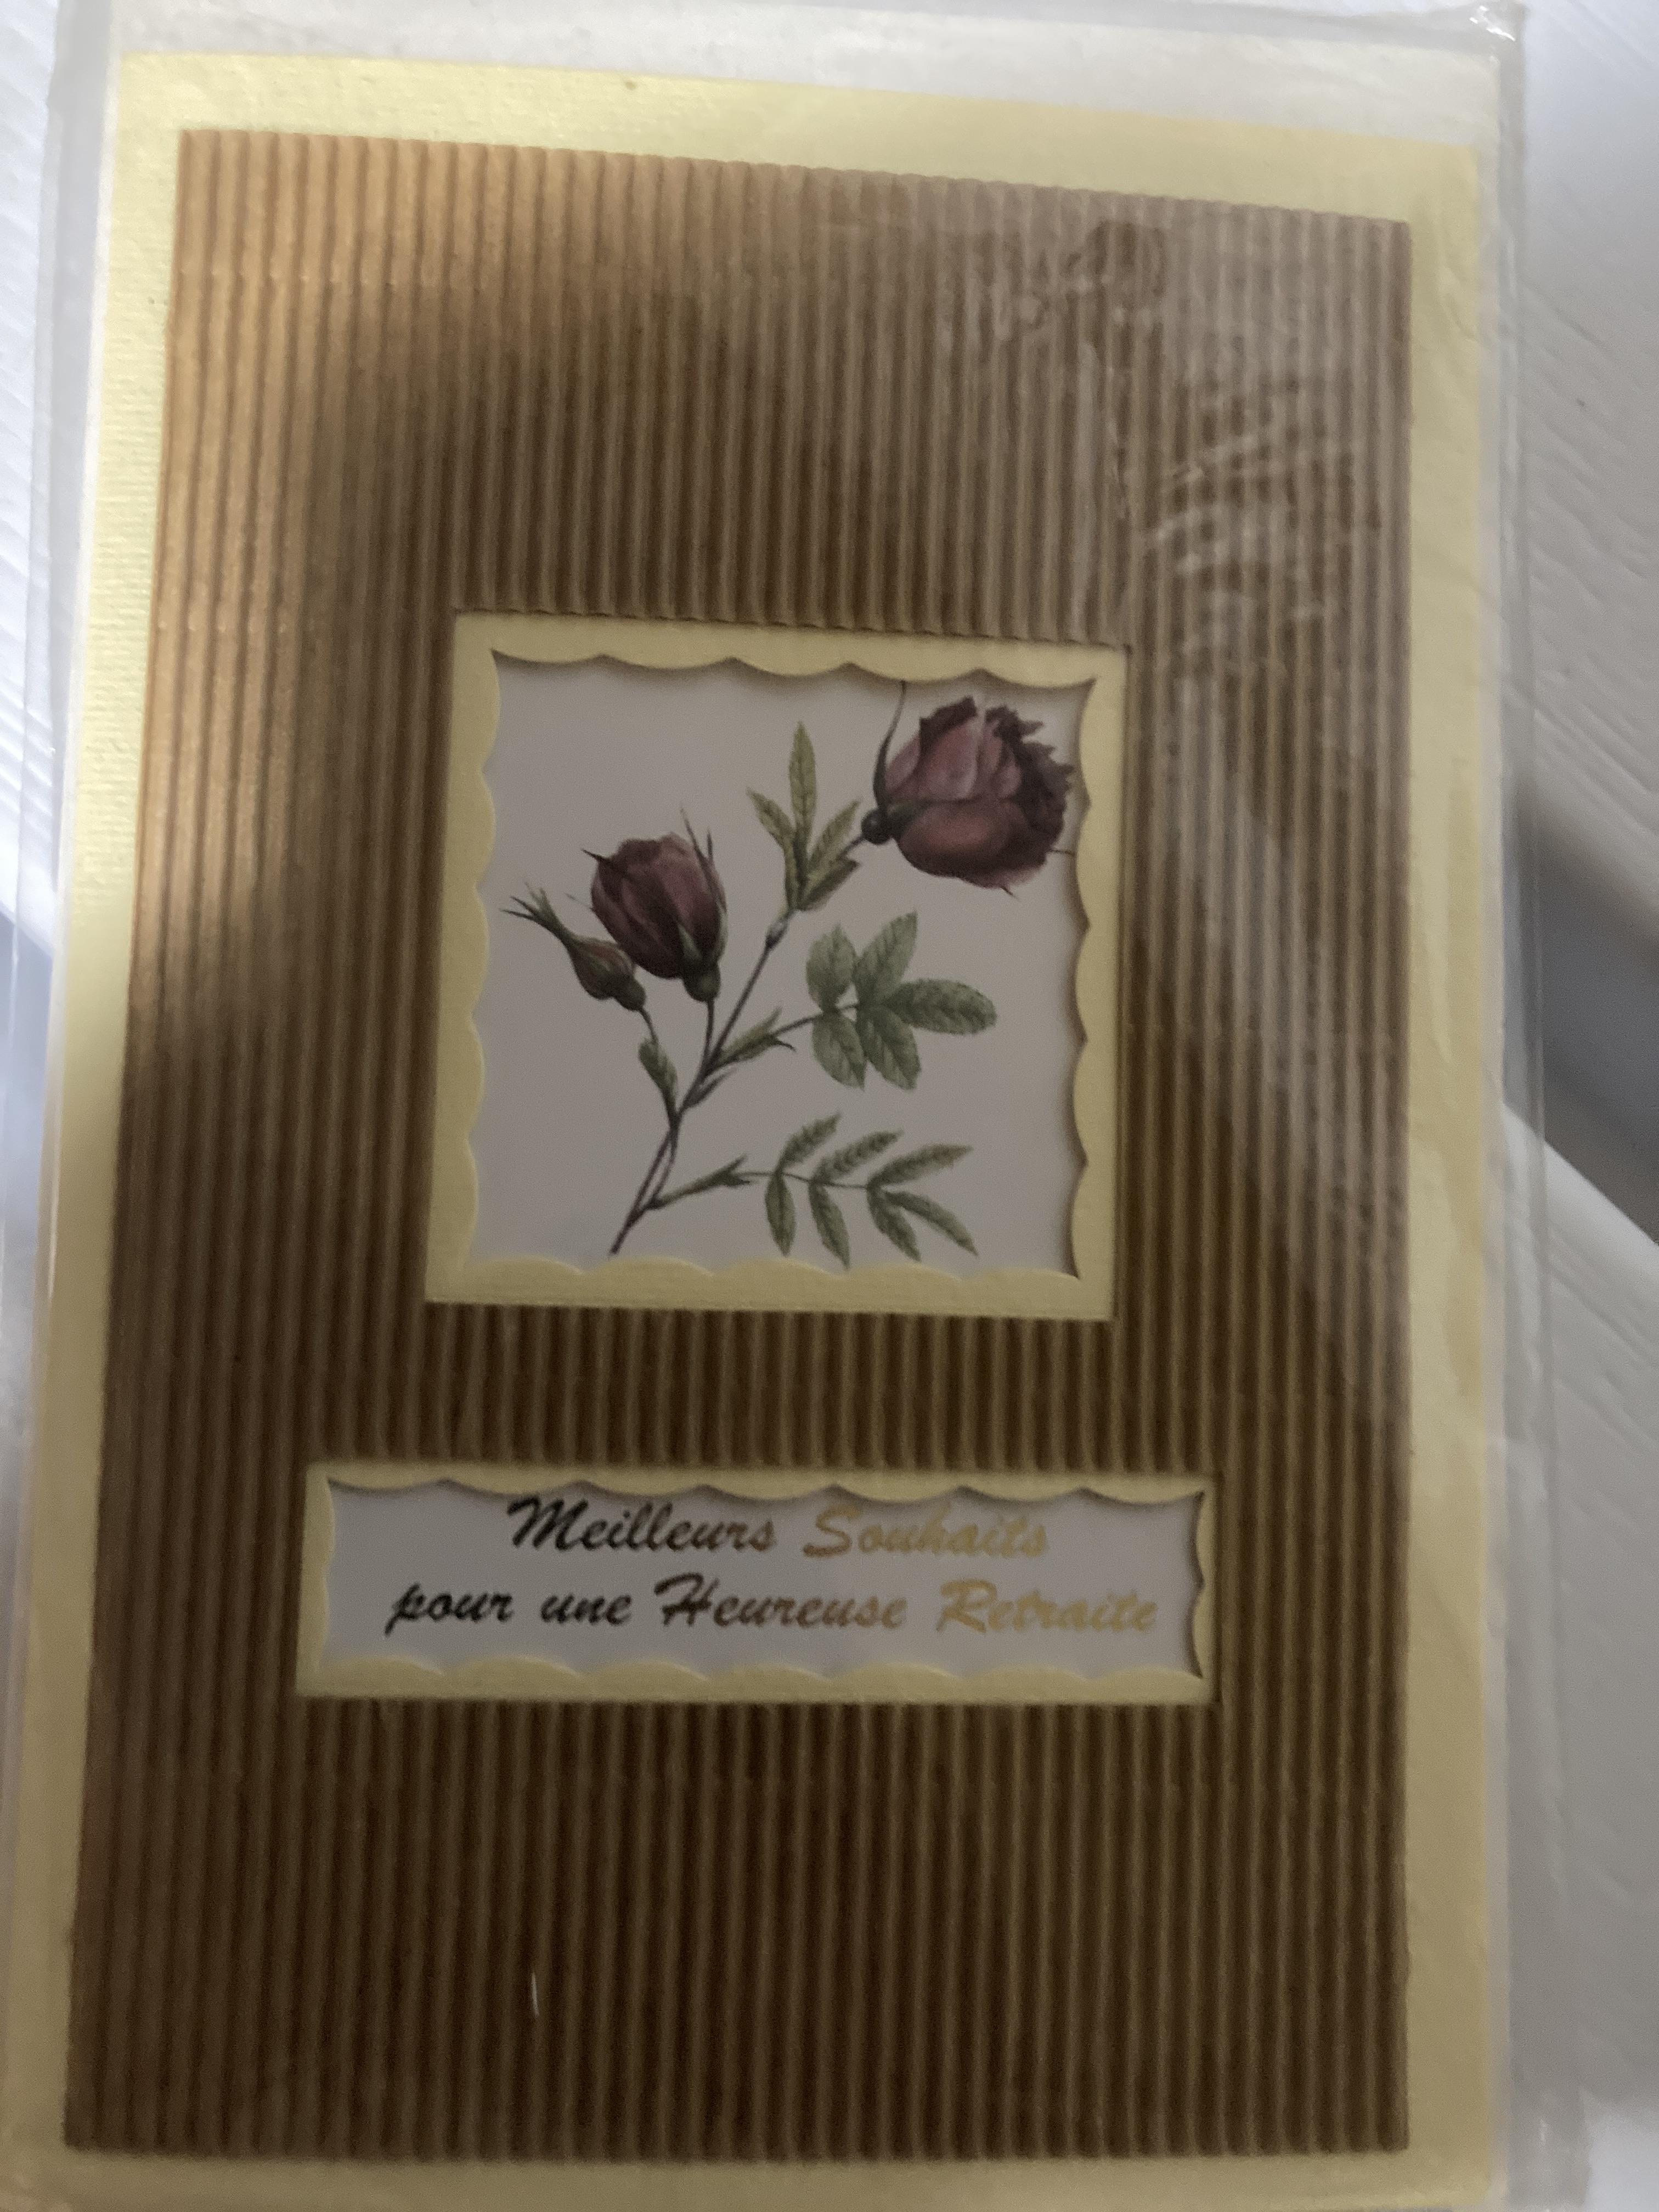 Meilleurs Souhaits
pour une Heureuse Retraite